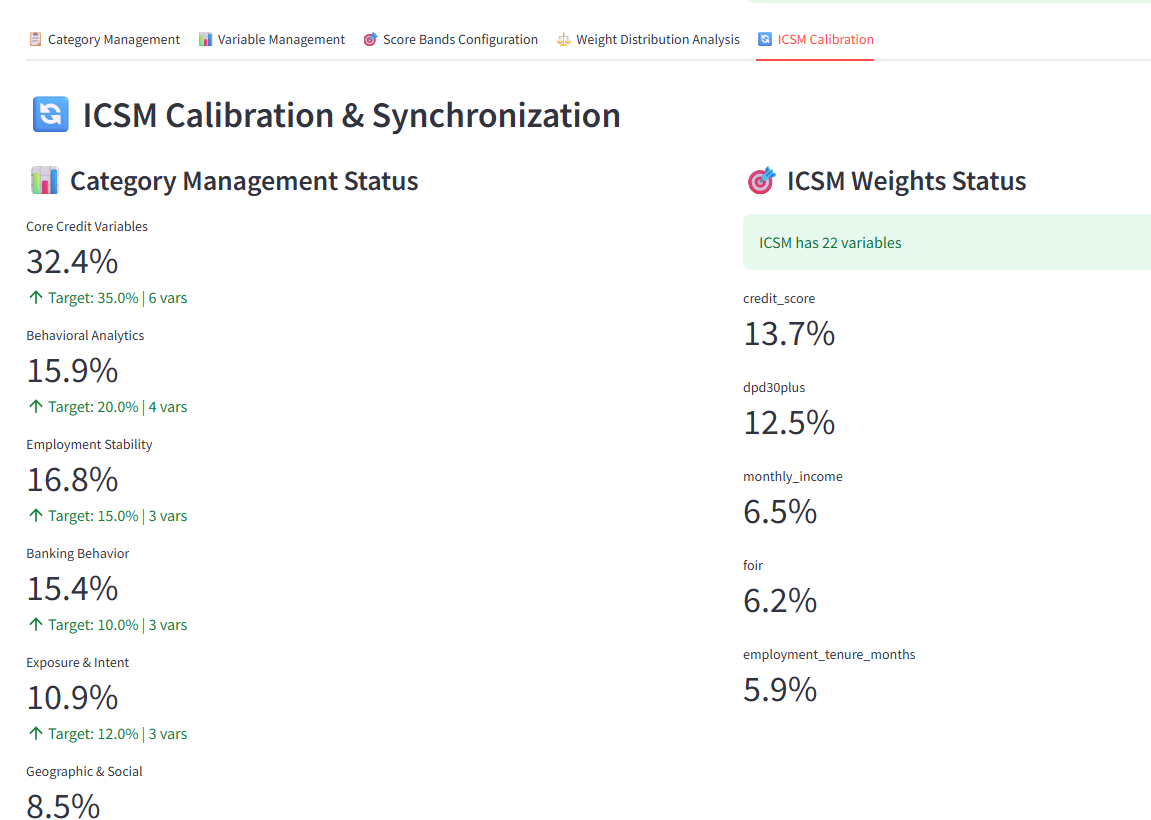 Category Management Variable Management Score Bands Configuration Weight Distribution Analysis ICSM Calibration
ICSM Calibration & Synchronization
Category Management Status
Core Credit Variables
32.4%
↑ Target: 35.0% | 6 vars
Behavioral Analytics
15.9%
↑ Target: 20.0% | 4 vars
Employment Stability
16.8%
↑ Target: 15.0% | 3 vars
Banking Behavior
15.4%
↑ Target: 10.0% | 3 vars
Exposure & Intent
10.9%
↑ Target: 12.0% | 3 vars
Geographic & Social
8.5%
ICSM Weights Status
ICSM has 22 variables
credit_score
13.7%
dpd30plus
12.5%
monthly_income
6.5%
foir
6.2%
employment_tenure_months
5.9%